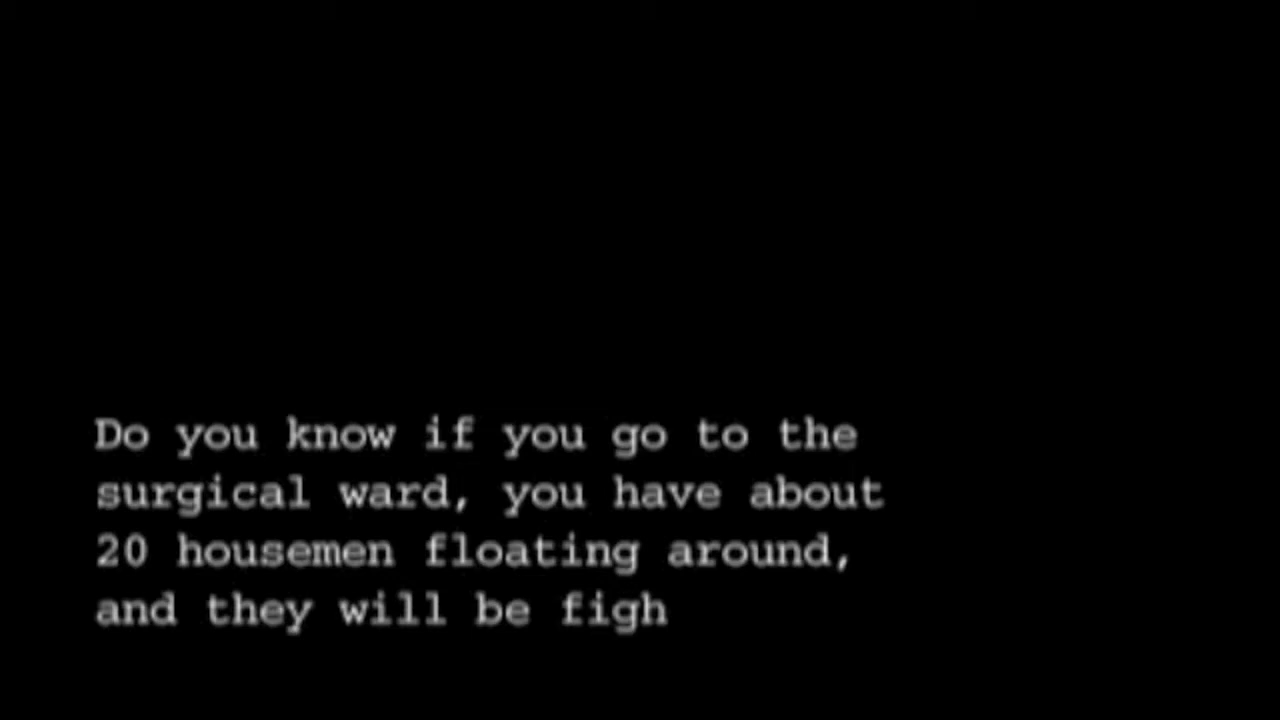 Do you know if you go to the
surgical ward, you have about
20 housemen floating around,
and they will be figh